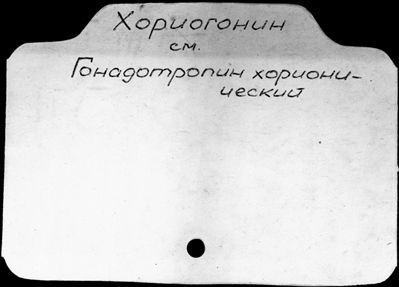 Хориогонин
см.
Гонадотропин хориони-
ческий